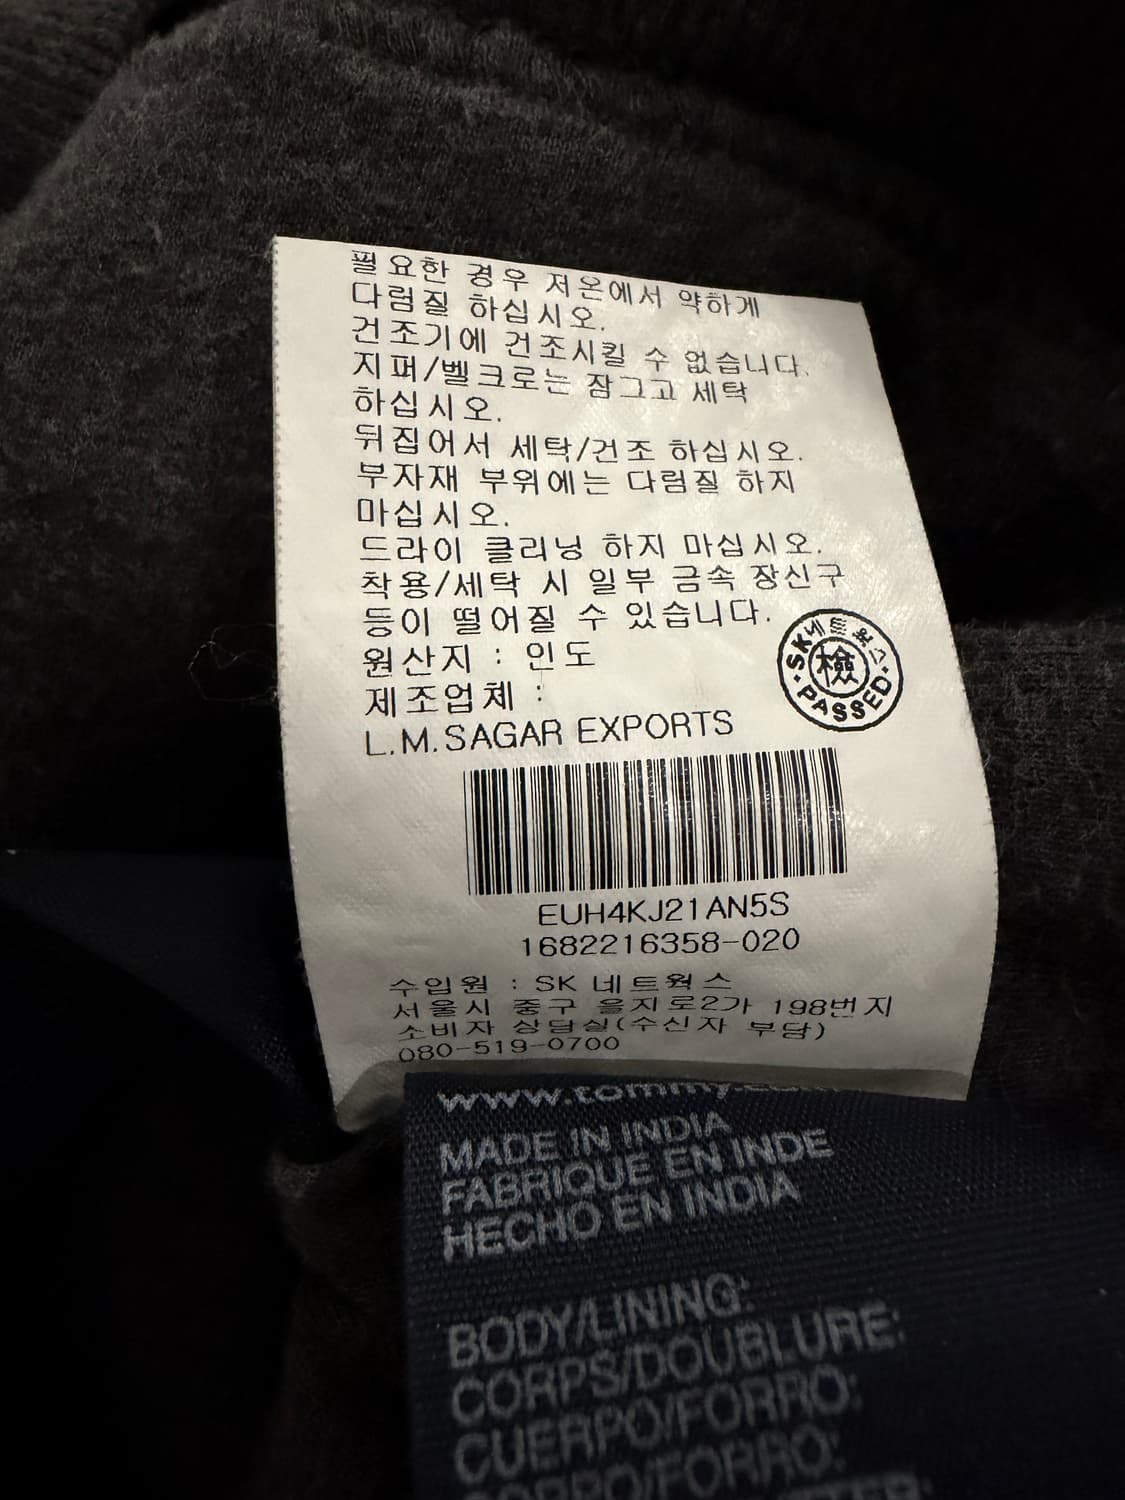 필요한 경우 저온에서 약하게
다림질 하십시오.
건조기에 건조시킬 수 없습니다.
지퍼/벨크로는 잠그고 세탁
하십시오.
뒤집어서 세탁/건조 하십시오.
부자재 부위에는 다림질 하지
마십시오.
드라이 클리닝 하지 마십시오.
착용/세탁 시 일부 금속 장신구
등이 떨어질 수 있습니다.
원산지 : 인도
제조업체 :
L.M.SAGAR EXPORTS
SK네트웍스
檢
PASSED
EUH4KJ21AN5S
1682216358-020
수입원 : SK 네트웍스
서울시 중구 을지로2가 198번지
소비자 상담실(수신자 부담)
080-519-0700
www.tommy.
MADE IN INDIA
FABRIQUE EN INDE
HECHO EN INDIA
BODY/LINING:
CORPS/DOUBLURE:
CUERPO/FORRO:
CORPO/FORRO: